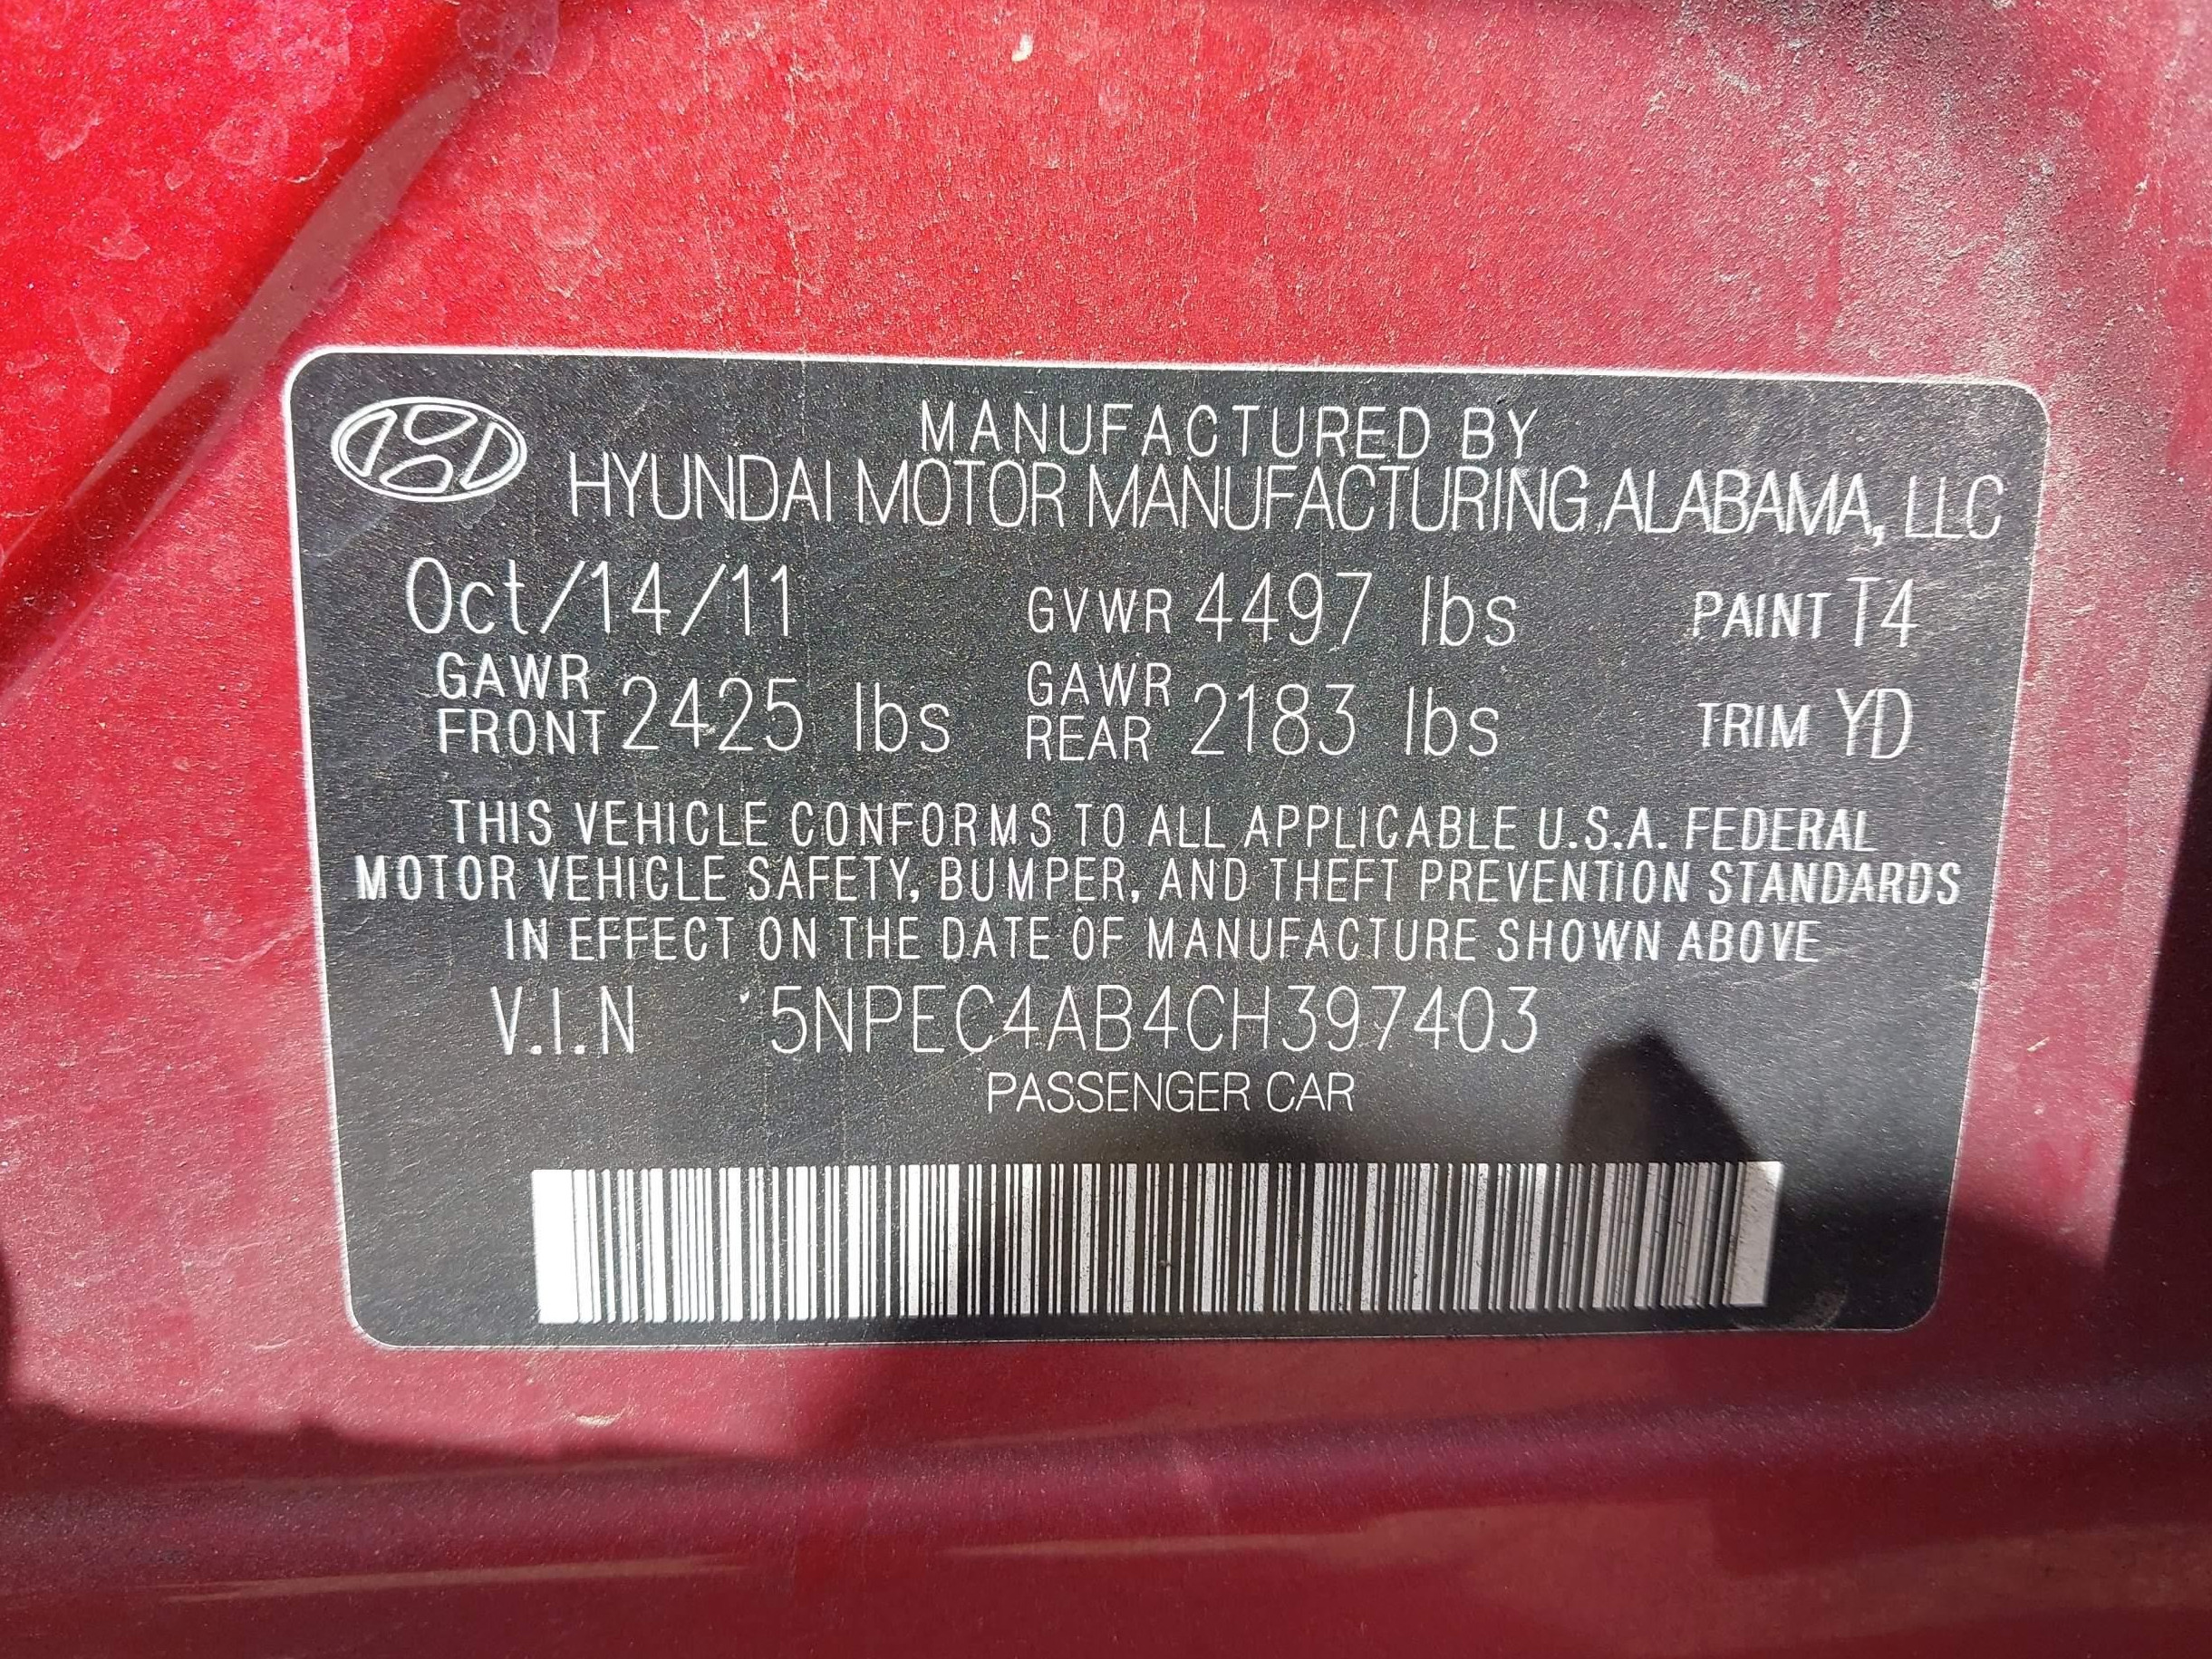 MANUFACTURED BY
HYUNDAI MOTOR MANUFACTURING ALABAMA, LLC
Oct/14/11 GVWR 4497 lbs PAINT T4
GAWR FRONT 2425 lbs GAWR REAR 2183 lbs TRIM YD
THIS VEHICLE CONFORMS TO ALL APPLICABLE U.S.A. FEDERAL
MOTOR VEHICLE SAFETY, BUMPER, AND THEFT PREVENTION STANDARDS
IN EFFECT ON THE DATE OF MANUFACTURE SHOWN ABOVE
V.I.N 5NPEC4AB4CH397403
PASSENGER CAR